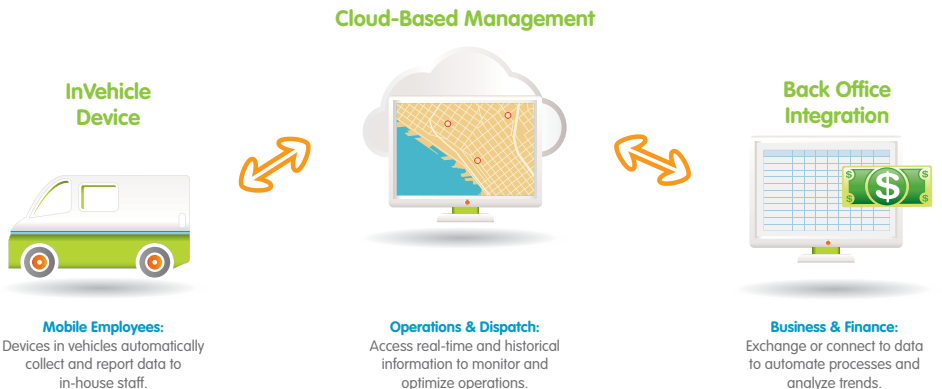 Cloud-Based Management
InVehicle
Device
Back Office
Integration
$ $
$
$ $
Mobile Employees:
Devices in vehicles automatically
collect and report data to
in-house staff.
Operations & Dispatch:
Access real-time and historical
information to monitor and
optimize operations.
Business & Finance:
Exchange or connect to data
to automate processes and
analyze trends.